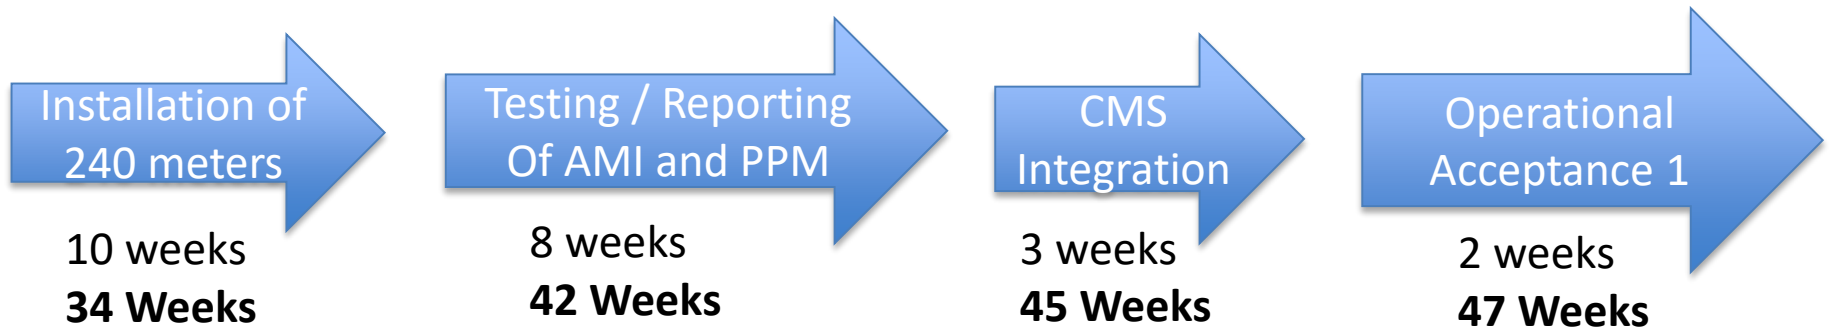 Installation of
240 meters
10 weeks
34 Weeks
Testing / Reporting
Of AMI and PPM
8 weeks
42 Weeks
CMS
Integration
3 weeks
45 Weeks
Operational
Acceptance 1
2 weeks
47 Weeks